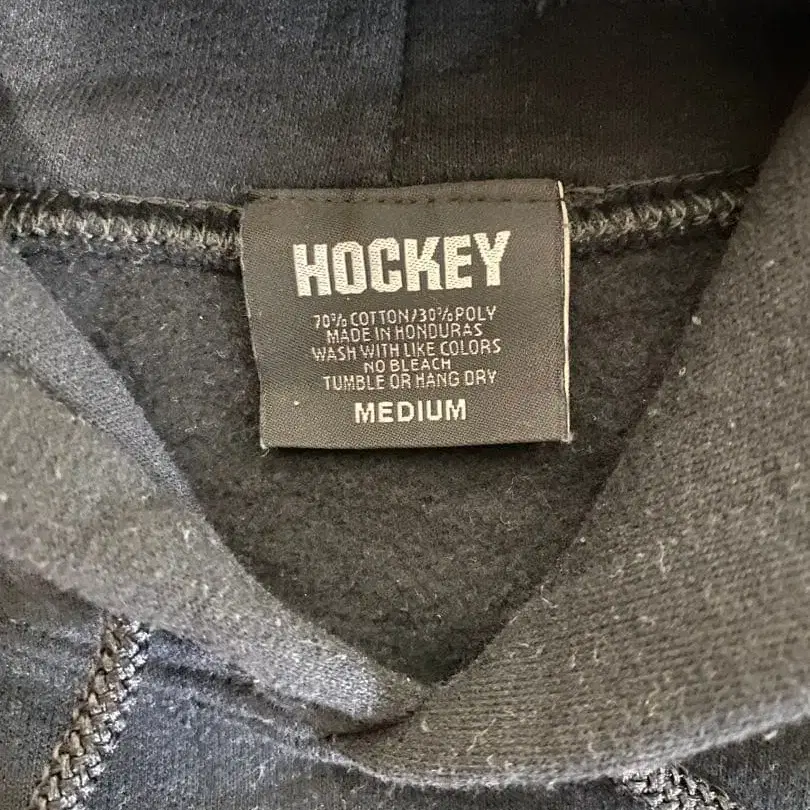 HOCKEY
70% COTTON/30% POLY
MADE IN HONDURAS
WASH WITH LIKE COLORS
NO BLEACH
TUMBLE OR HANG DRY
MEDIUM